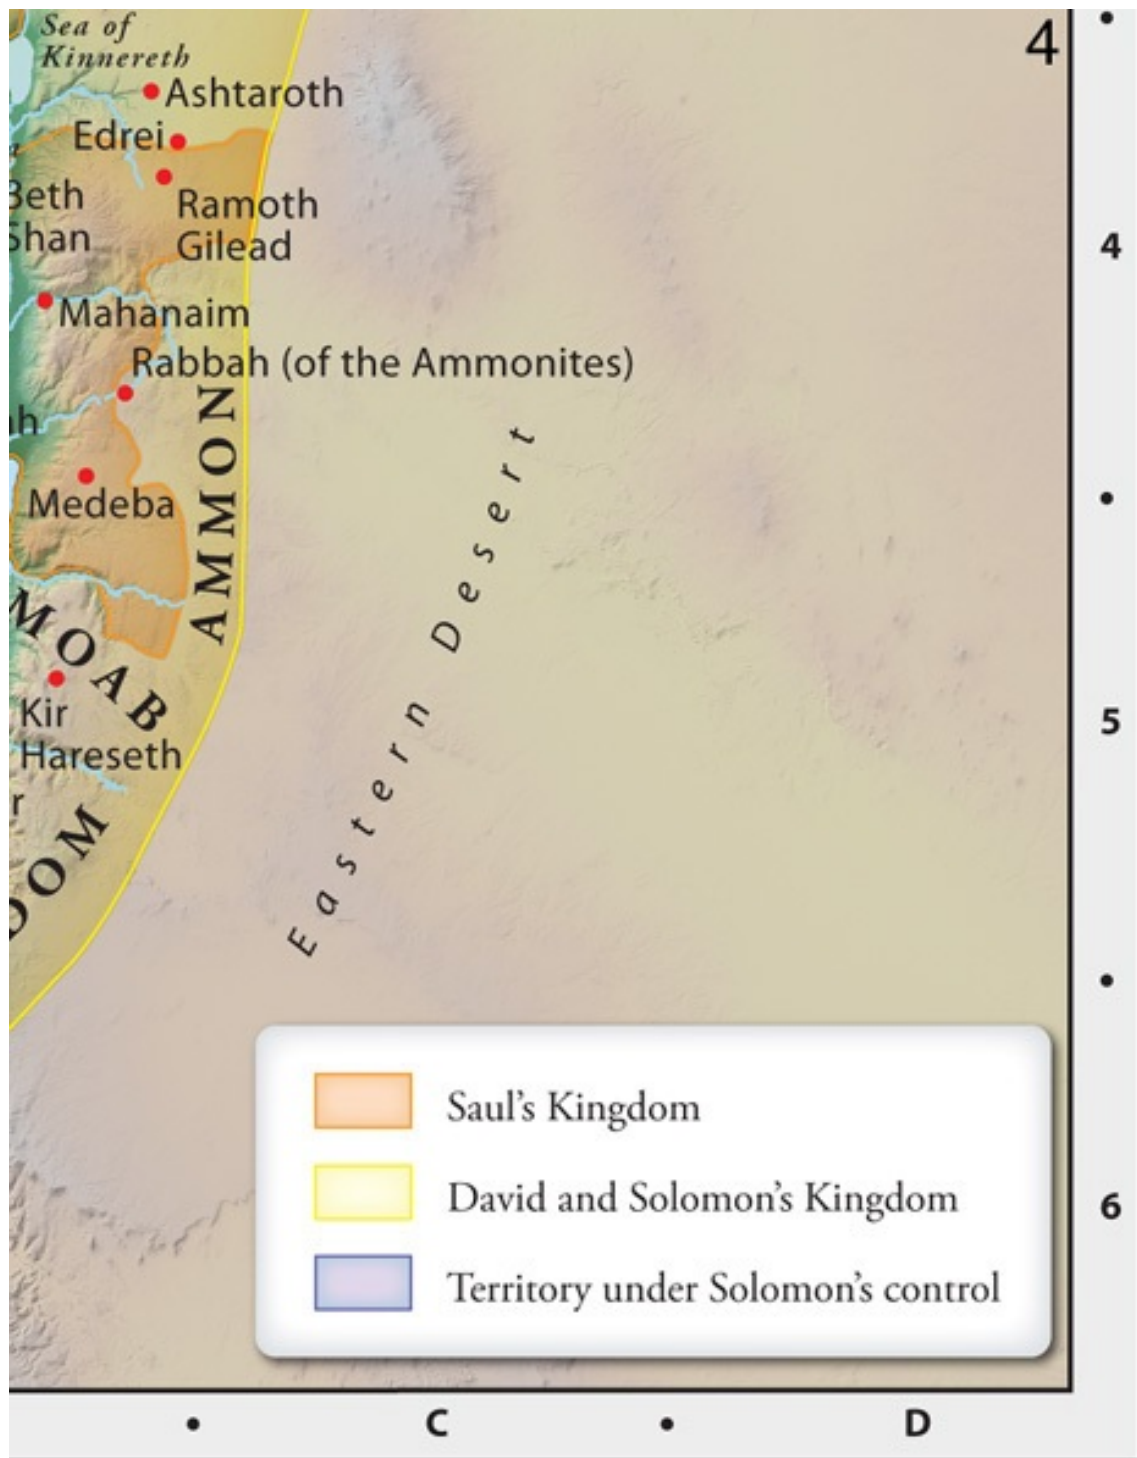 Sea of
Kinnereth
4
Ashtaroth
Edrei
Beth
Shan
Ramoth
Gilead
4
Mahanaim
Rabbah (of the Ammonites)
AMMON
Medeba
Eastern Desert
MOAB
Kir
Hareseth
5
Saul's Kingdom
David and Solomon's Kingdom
6
Territory under Solomon's control
C
D